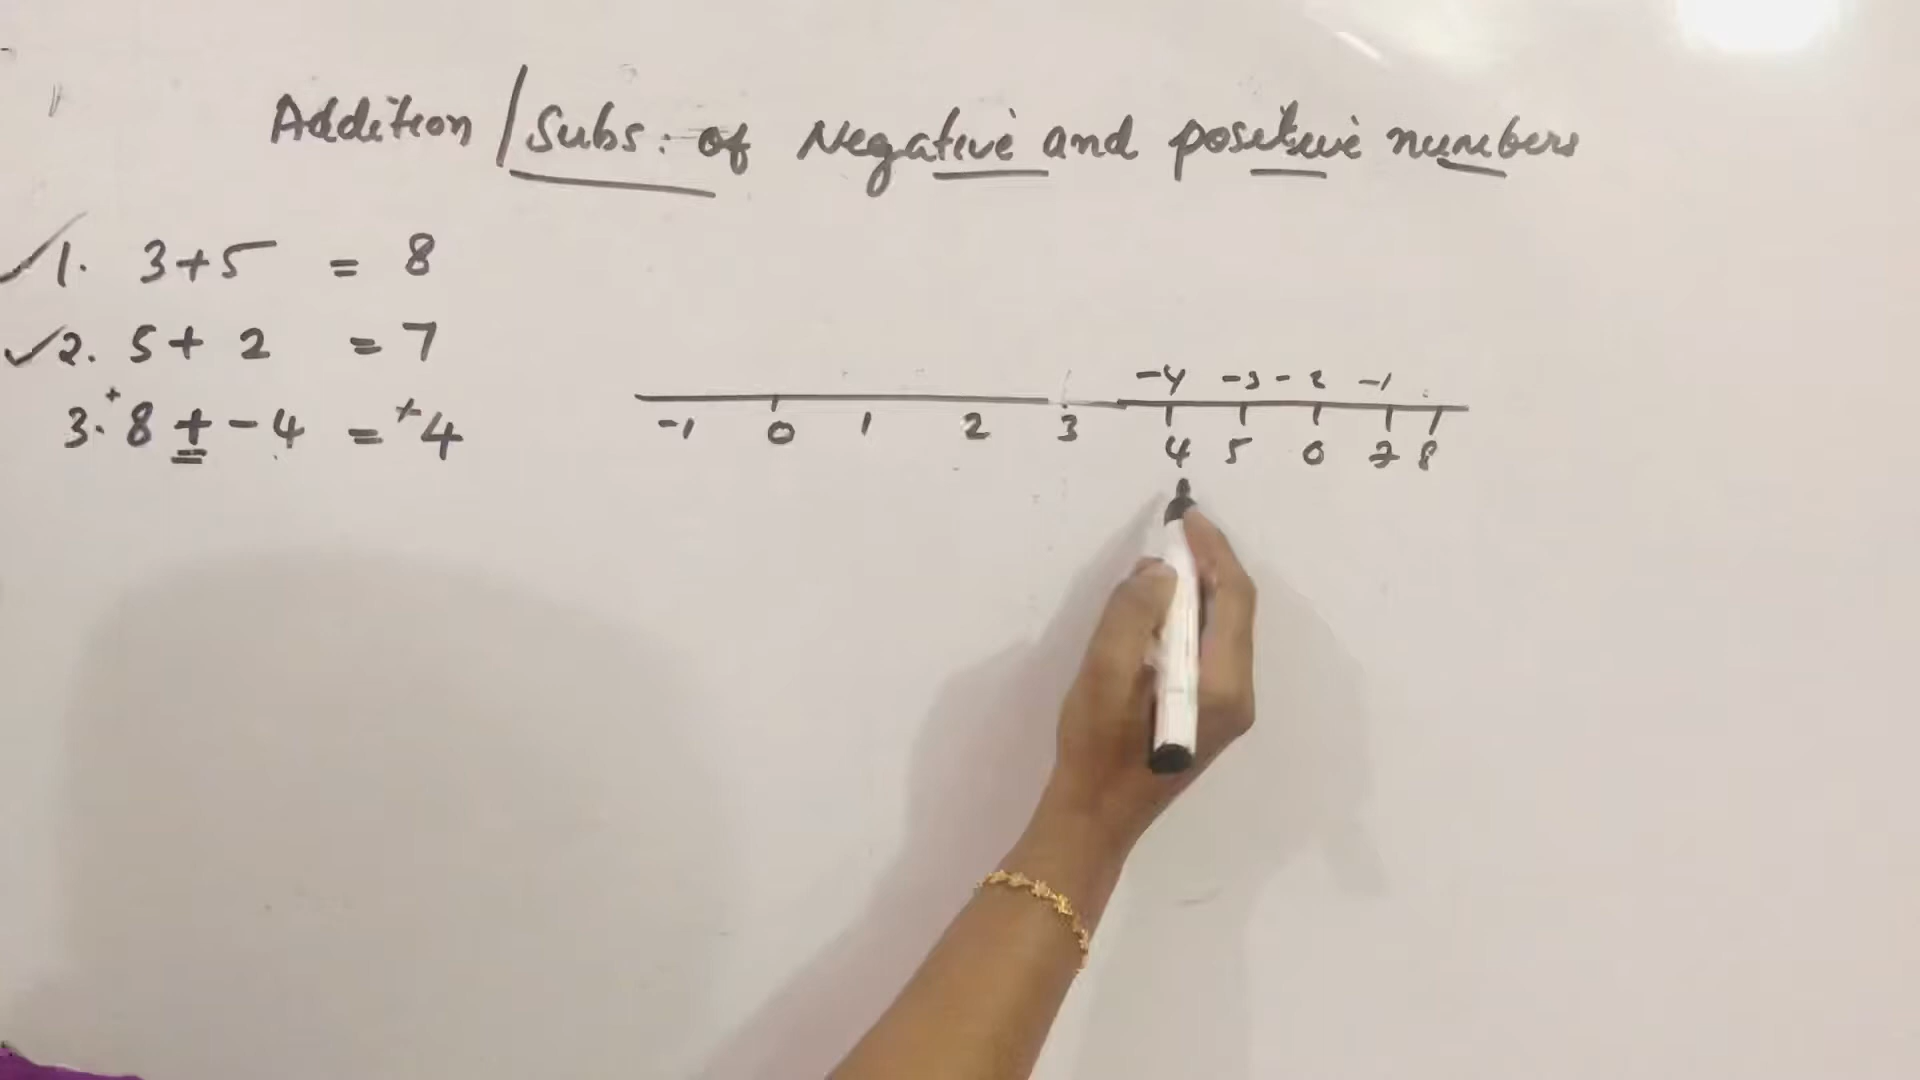 Addition / Subs: of Negative and positive numbers
1. 3+5 = 8
2. 5+ 2 = 7
3. +8 + -4 = +4
-4 -3 -2 -1
-1 0 1 2 3 4 5 6 7 8